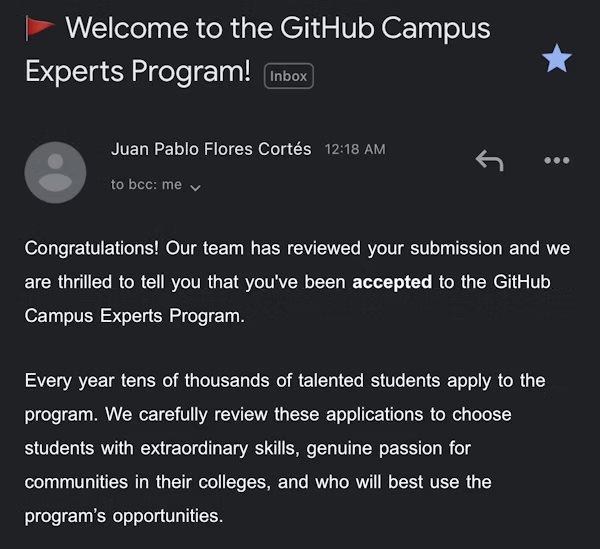 🚩 Welcome to the GitHub Campus
Experts Program! Inbox
Juan Pablo Flores Cortés 12:18 AM
to bcc: me
Congratulations! Our team has reviewed your submission and we
are thrilled to tell you that you've been accepted to the GitHub
Campus Experts Program.
Every year tens of thousands of talented students apply to the
program. We carefully review these applications to choose
students with extraordinary skills, genuine passion for
communities in their colleges, and who will best use the
program’s opportunities.